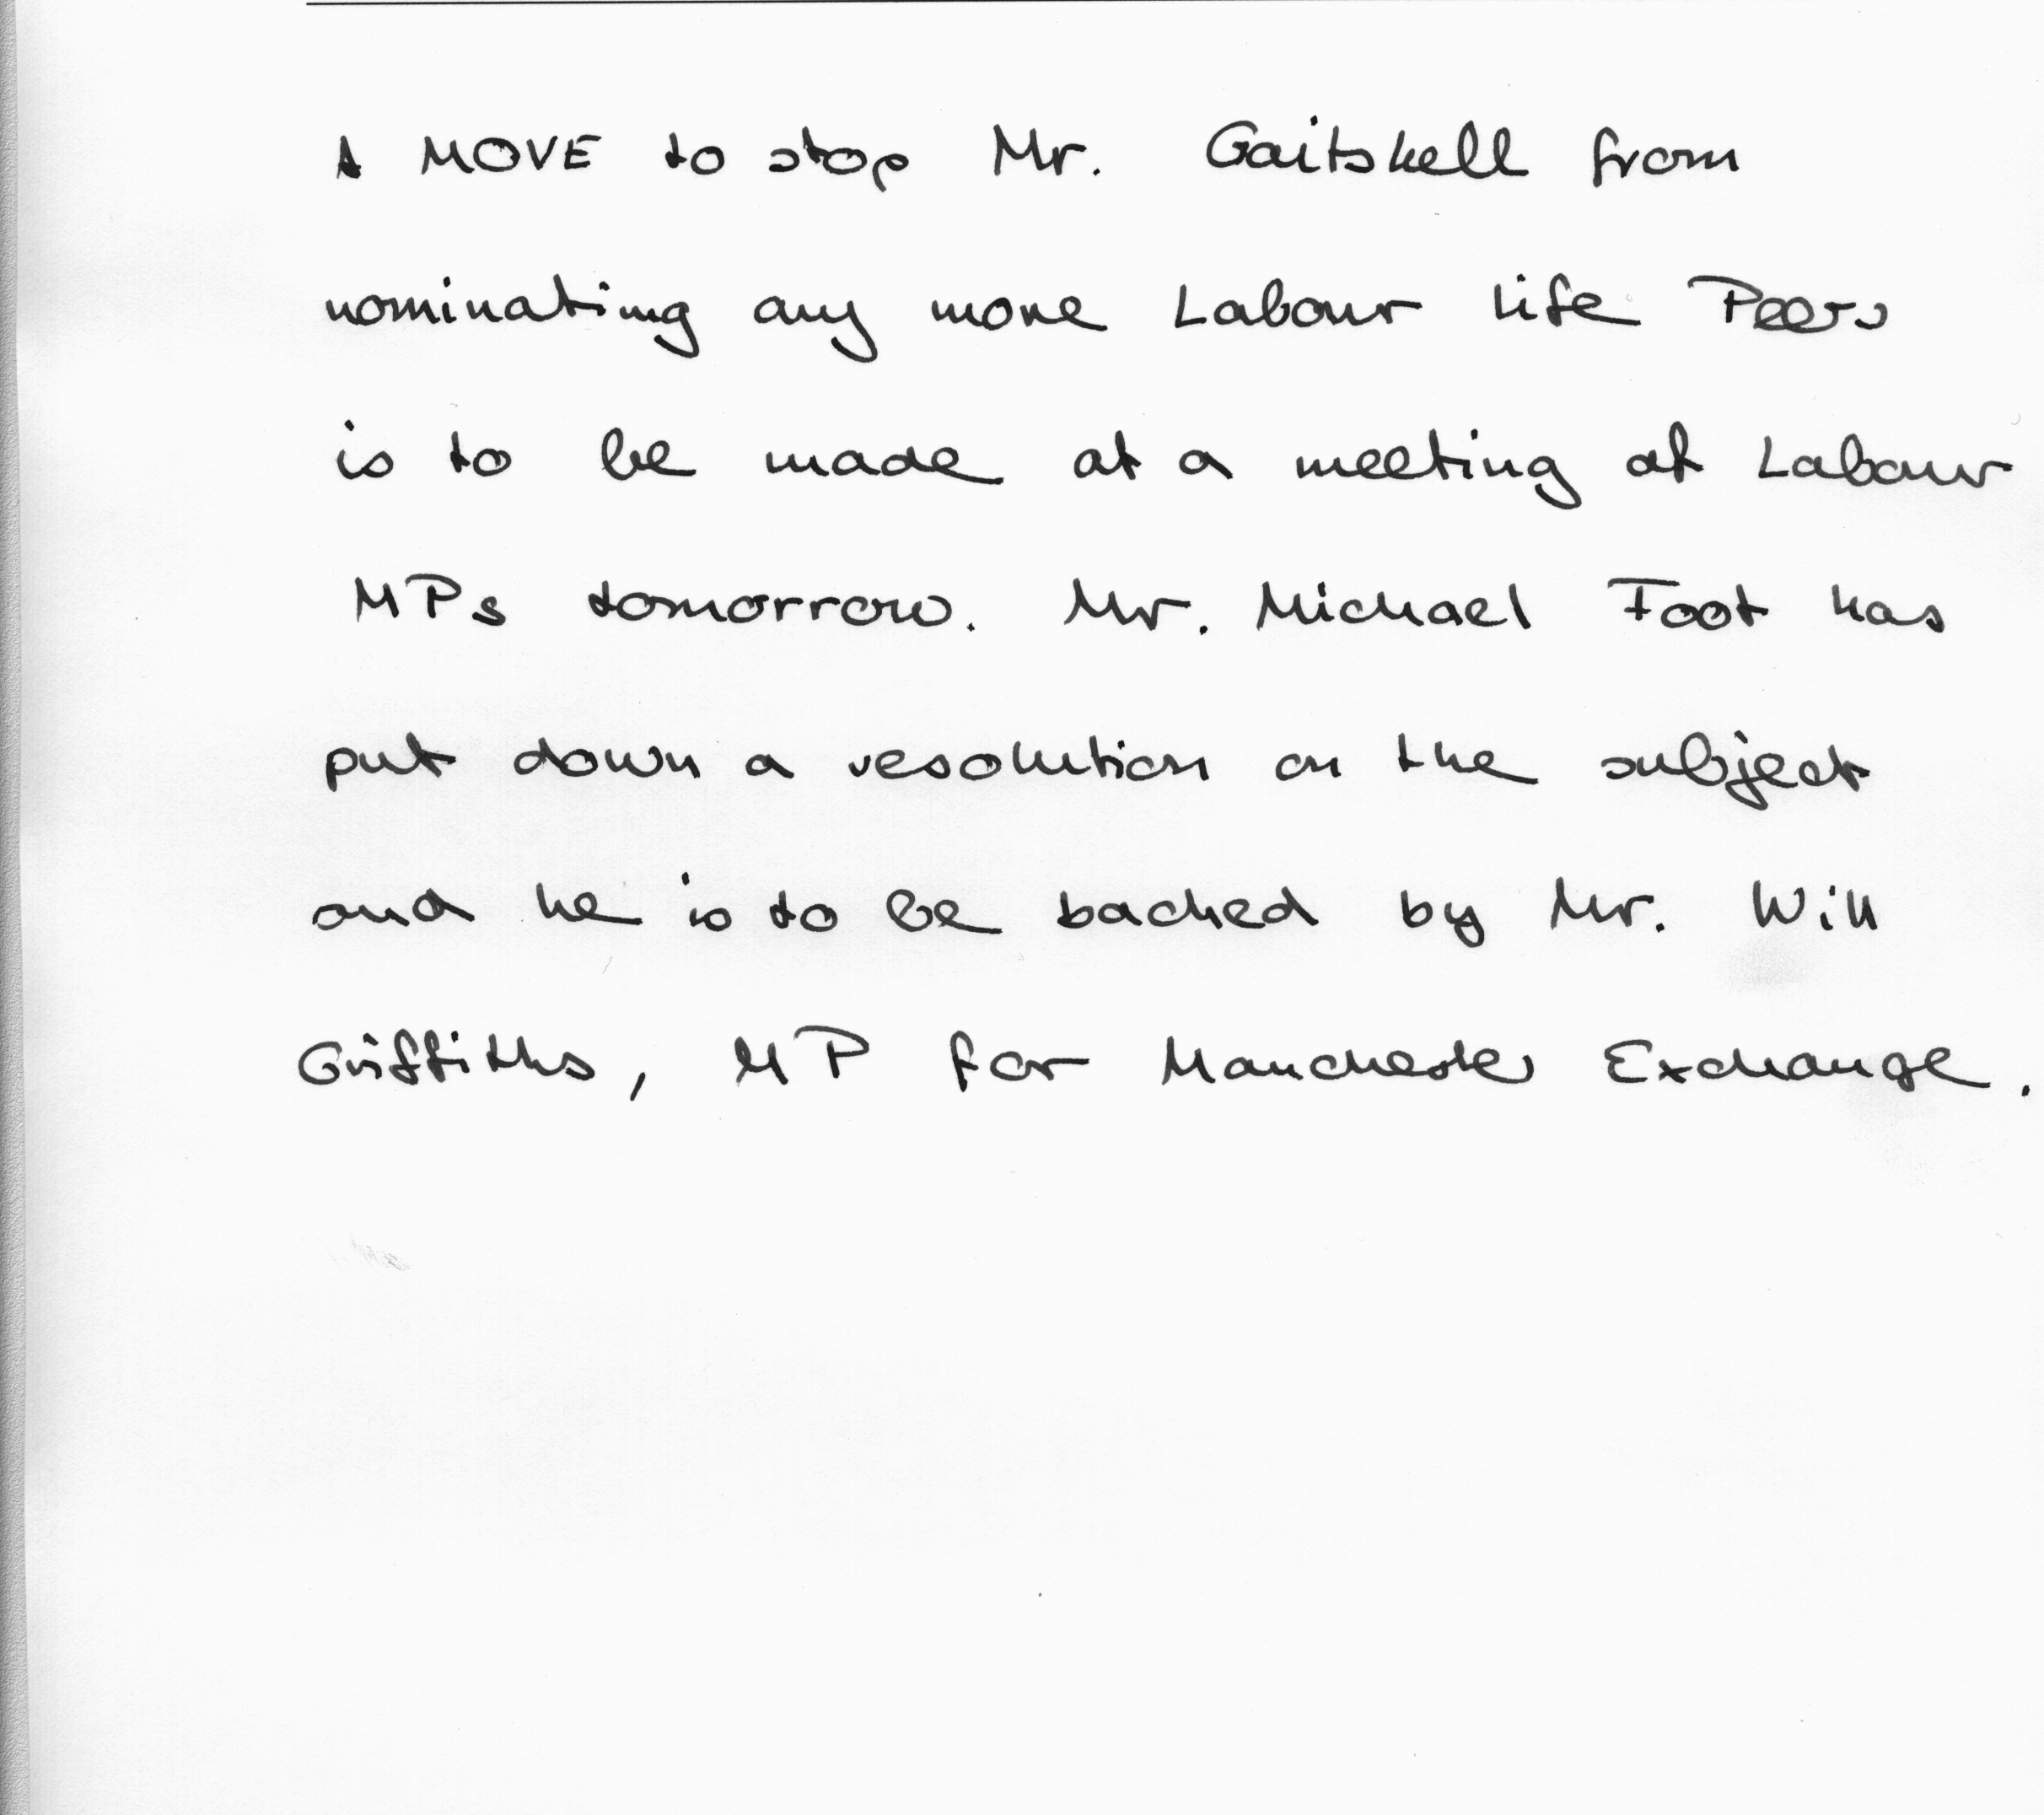 A MOVE to stop Mr. Gaitskell from
nominating any more Labour life Peers
is to be made at a meeting of Labour
MPs tomorrow. Mr. Michael Foot has
put down a resolution on the subject
and he is to be backed by Mr. Will
Griffiths, MP for Manchester Exchange.